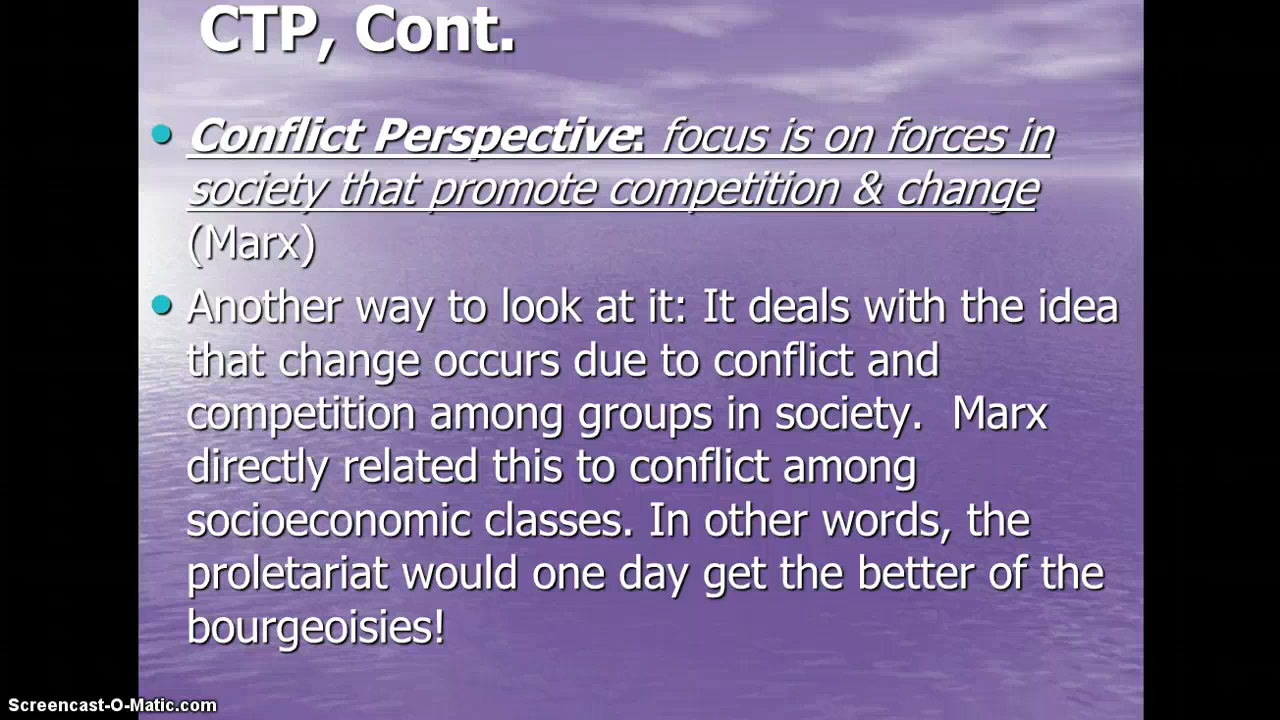 CTP, Cont.
Conflict Perspective: focus is on forces in
society that promote competition & change
(Marx)
Another way to look at it: It deals with the idea
that change occurs due to conflict and
competition among groups in society.  Marx
directly related this to conflict among
socioeconomic classes. In other words, the
proletariat would one day get the better of the
bourgeoisies!
Screencast-O-Matic.com